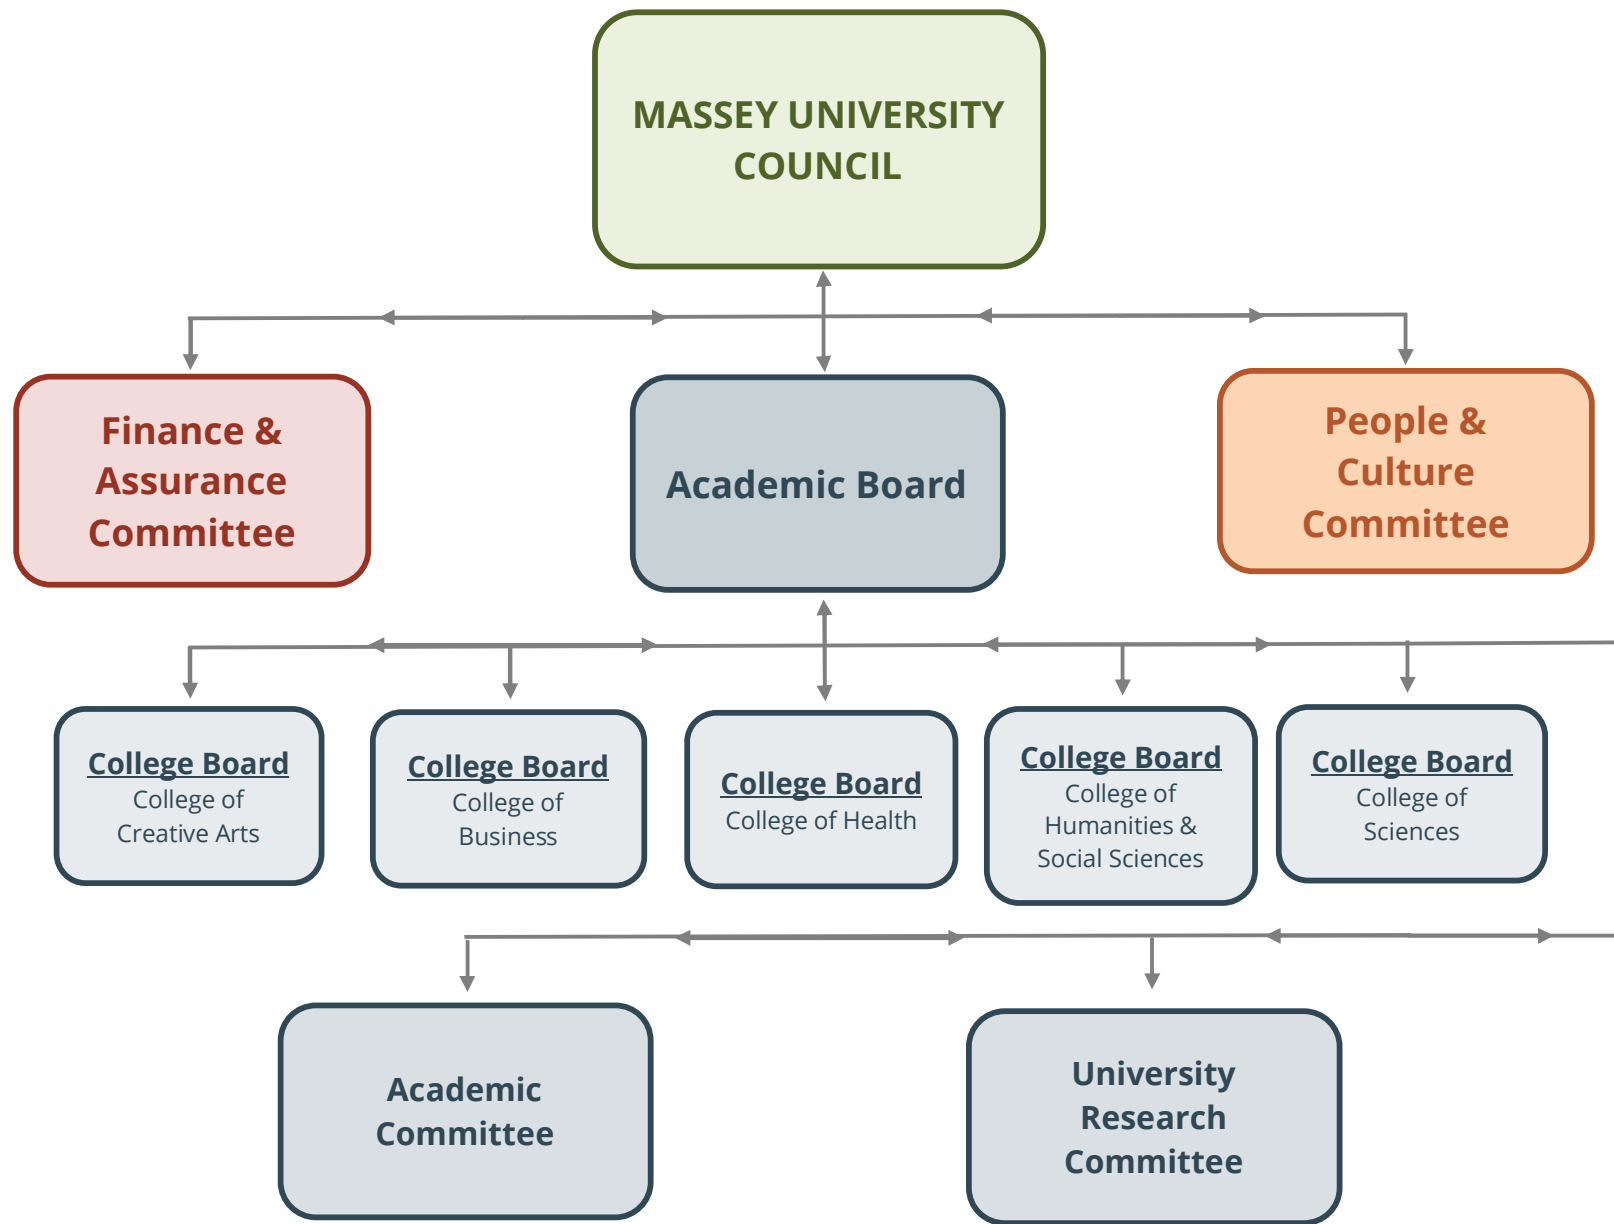 MASSEY UNIVERSITY
COUNCIL
Finance &
Assurance
Committee
Academic Board
People &
Culture
Committee
College Board
College of
Creative Arts
College Board
College of
Business
College Board
College of Health
College Board
College of
Humanities &
Social Sciences
College Board
College of
Sciences
Academic
Committee
University
Research
Committee